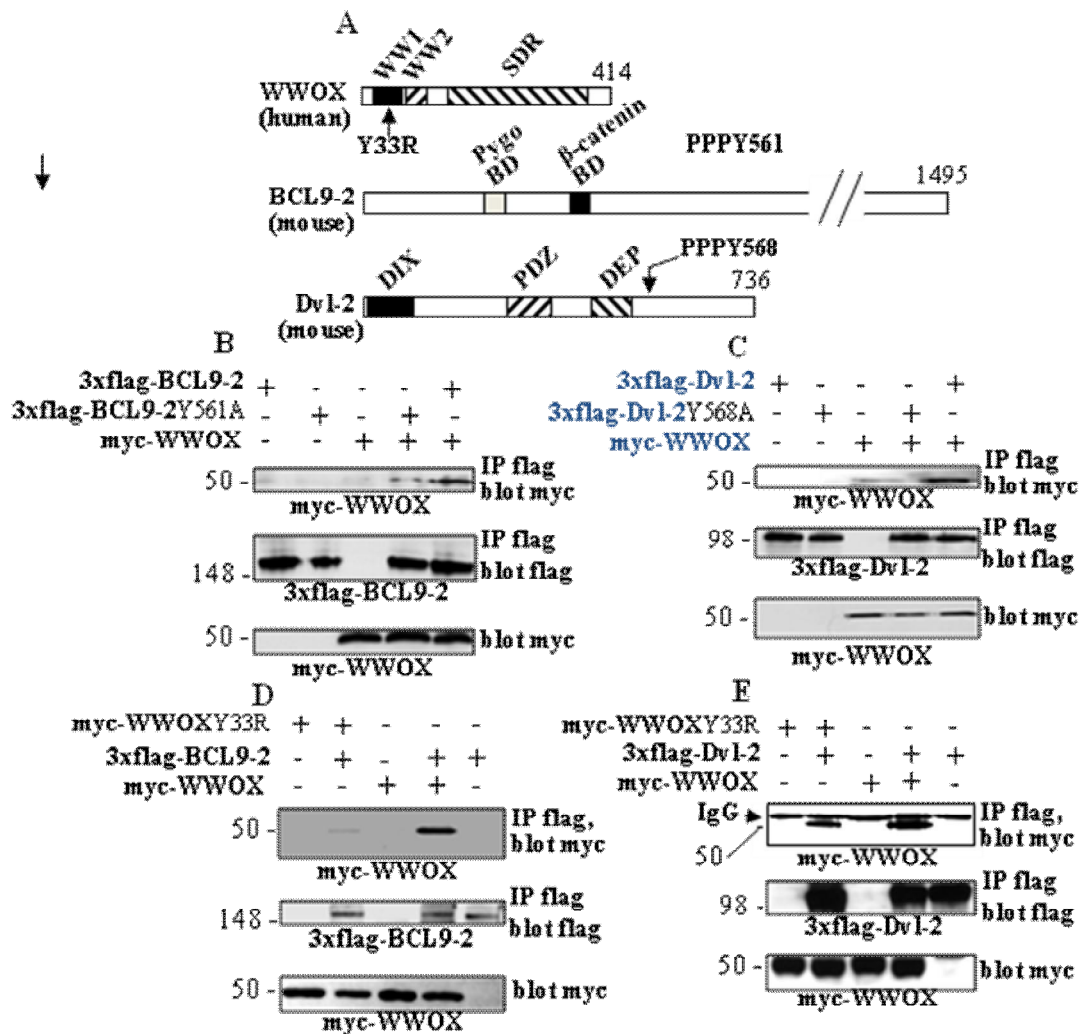 A
WW1
WW2
SDR
414
WWOX
(human)
Y33R
Pygo
BD
β-catenin
BD
PPPY561
1495
BCL9-2
(mouse)
DIX
PDZ
DEP
PPPY568
736
Dvl-2
(mouse)
B
3xflag-BCL9-2 + - - - +
3xflag-BCL9-2Y561A - + - + -
myc-WWOX - - + + +
50 - IP flag
blot myc
myc-WWOX
148 - IP flag
blot flag
3xflag-BCL9-2
50 - blot myc
myc-WWOX
C
3xflag-Dvl-2 + - - - +
3xflag-Dvl-2Y568A - + - + -
myc-WWOX - - + + +
50 - IP flag
blot myc
myc-WWOX
98 - IP flag
blot flag
3xflag-Dvl-2
50 - blot myc
myc-WWOX
D
myc-WWOXY33R + + - - -
3xflag-BCL9-2 - + - + +
myc-WWOX - - + + -
50 - IP flag,
blot myc
myc-WWOX
148 - IP flag
blot flag
3xflag-BCL9-2
50 - blot myc
myc-WWOX
E
myc-WWOXY33R + + - - -
3xflag-Dvl-2 - + - + +
myc-WWOX - - + + -
IgG IP flag,
50 blot myc
myc-WWOX
98 - IP flag
blot flag
3xflag-Dvl-2
50 - blot myc
myc-WWOX